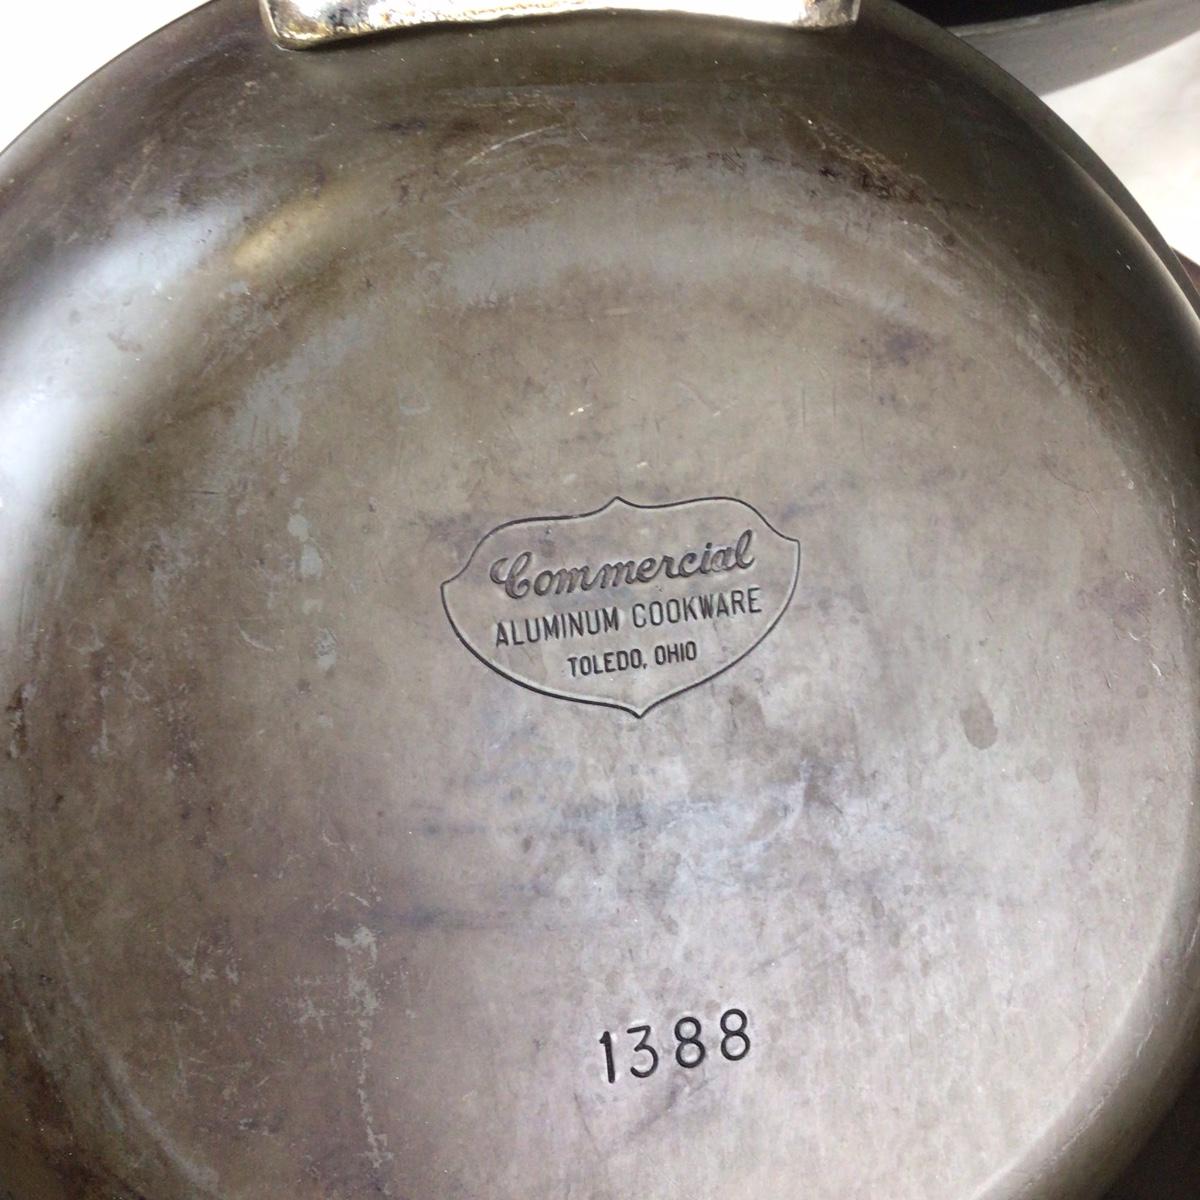 Commercial
ALUMINUM COOKWARE
TOLEDO, OHIO
1388